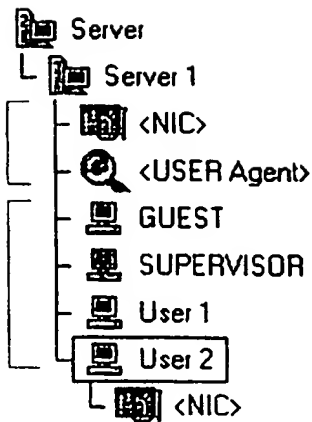 Server
Server 1
<NIC>
<USER Agent>
GUEST
SUPERVISOR
User 1
User 2
<NIC>